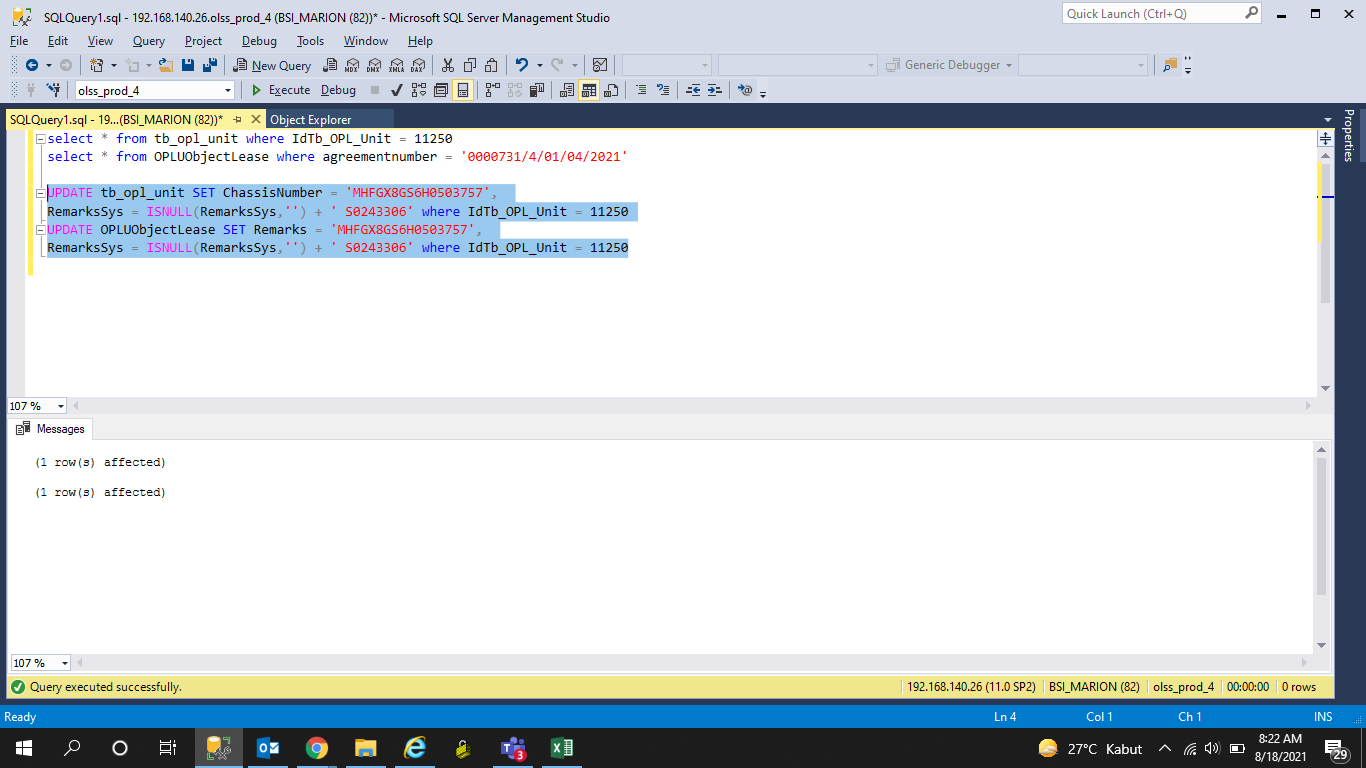 SQLQuery1.sql - 192.168.140.26.olss_prod_4 (BSI_MARION (82))* - Microsoft SQL Server Management Studio
Quick Launch (Ctrl+Q)
File Edit View Query Project Debug Tools Window Help
New Query MDX DMX XMLA DAX Generic Debugger
olss_prod_4 Execute Debug
SQLQuery1.sql - 19...(BSI_MARION (82))* Object Explorer
Properties
select * from tb_opl_unit where IdTb_OPL_Unit = 11250
select * from OPLUObjectLease where agreementnumber = '0000731/4/01/04/2021'
UPDATE tb_opl_unit SET ChassisNumber = 'MHFGX8GS6H0503757',
RemarksSys = ISNULL(RemarksSys,'') + ' S0243306' where IdTb_OPL_Unit = 11250
UPDATE OPLUObjectLease SET Remarks = 'MHFGX8GS6H0503757',
RemarksSys = ISNULL(RemarksSys,'') + ' S0243306' where IdTb_OPL_Unit = 11250
107 %
Messages
(1 row(s) affected)
(1 row(s) affected)
107 %
Query executed successfully. 192.168.140.26 (11.0 SP2) BSI_MARION (82) olss_prod_4 00:00:00 0 rows
Ready Ln 4 Col 1 Ch 1 INS
3 27°C Kabut 8:22 AM
8/18/2021 29